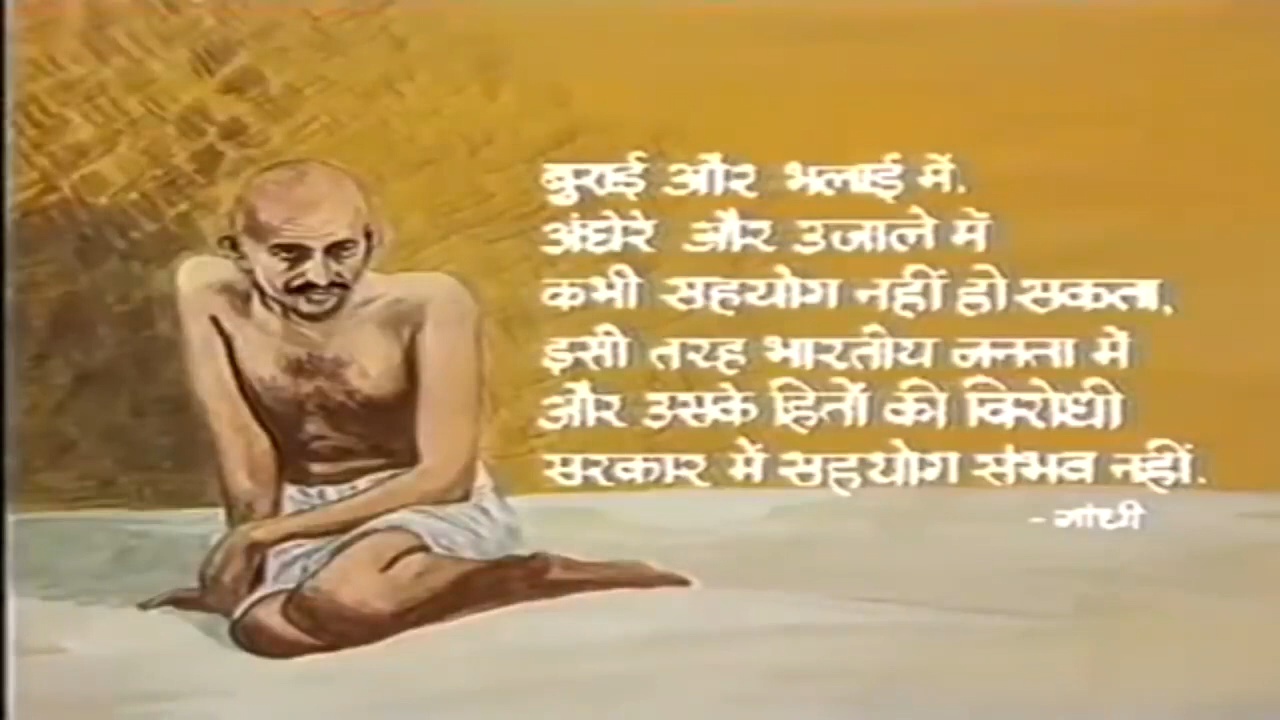 बुराई और भलाई में,
अंधेरे और उजाले में
कभी सहयोग नहीं हो सकता,
इसी तरह भारतीय जनता में
और उसके हितों की विरोधी
सरकार में सहयोग संभव नहीं.
- गांधी